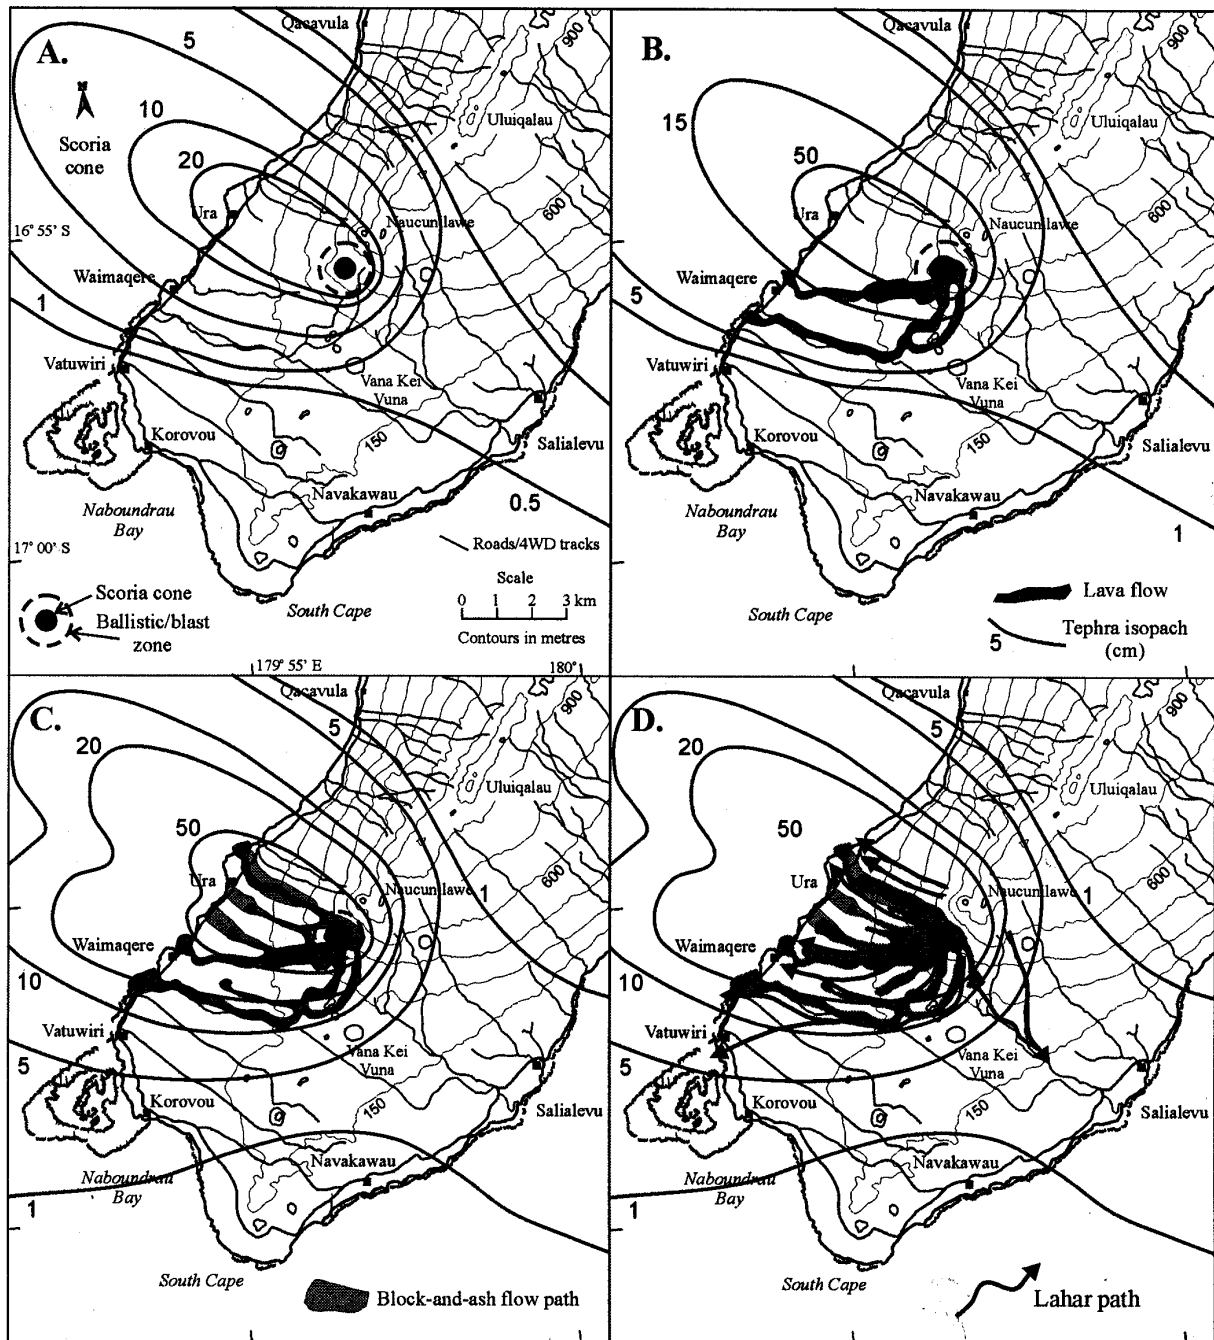 A.
N
Scoria
cone
5
10
20
Qacavula
900
Uluiqalau
600
Ura
Naucunilawe
16° 55' S
Waimaqere
1
Vatuwiri
Vana Kei
Vuna
Korovou
150
Salialevu
Naboundrau
Bay
Navakawau
0.5
17° 00' S
Roads/4WD tracks
Scale
0 1 2 3 km
Contours in metres
Scoria cone
Ballistic/blast
zone
South Cape
179° 55' E
180°
B.
15
50
Qacavula
900
Uluiqalau
600
Ura
Naucunilawe
Waimaqere
5
Vatuwiri
Vana Kei
Vuna
Korovou
150
Salialevu
Naboundrau
Bay
Navakawau
1
South Cape
Lava flow
5
Tephra isopach
(cm)
C.
20
50
Qacavula
5
900
Uluiqalau
600
Ura
Naucunilawe
1
Waimaqere
10
Vatuwiri
5
Vana Kei
Vuna
Korovou
150
Salialevu
Naboundrau
Bay
Navakawau
1
South Cape
Block-and-ash flow path
D.
20
50
Qacavula
5
900
Uluiqalau
600
Ura
Naucunilawe
1
Waimaqere
10
Vatuwiri
5
Vana Kei
Vuna
Korovou
150
Salialevu
Naboundrau
Bay
Navakawau
1
South Cape
Lahar path